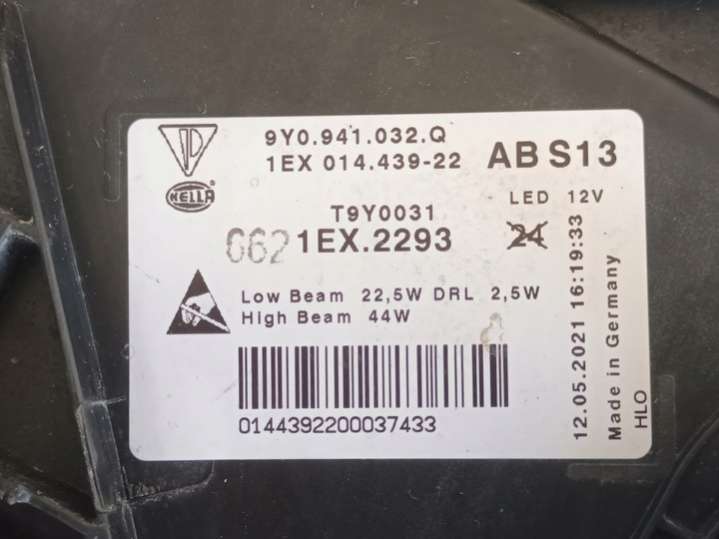 9Y0.941.032.Q
1EX 014.439-22
AB S13
HELLA
LED 12V
T9Y0031
0621EX.2293
24
Low Beam 22,5W DRL 2,5W
High Beam 44W
0144392200037433
12.05.2021 16:19:33
Made in Germany
HLO